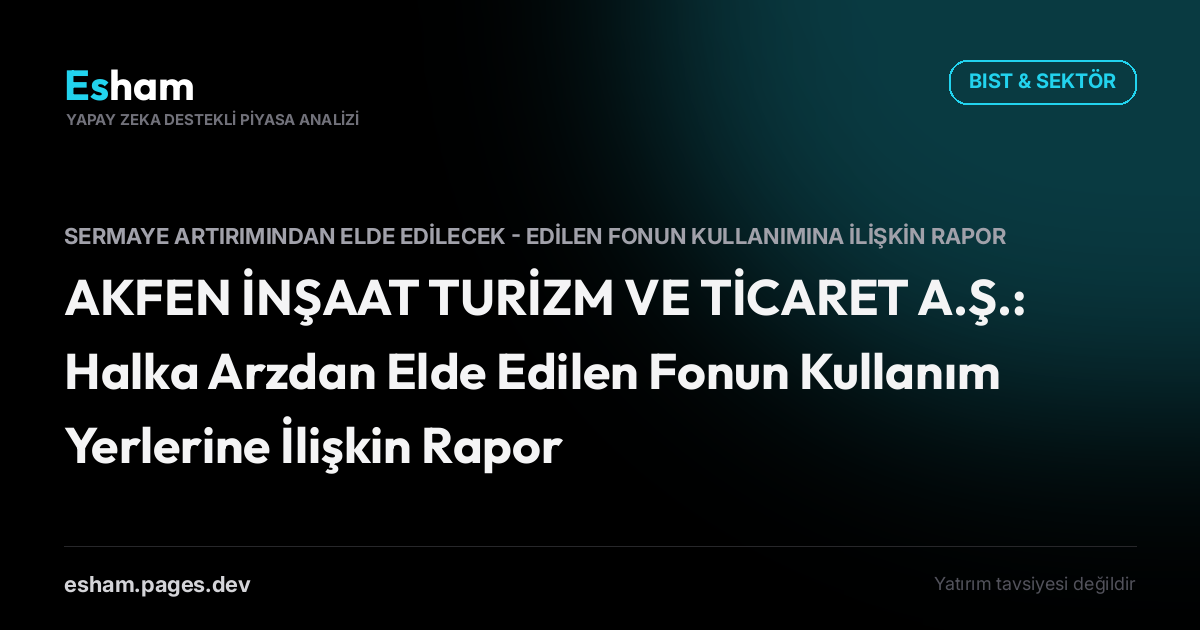 Esham
YAPAY ZEKA DESTEKLİ PİYASA ANALİZİ
BIST & SEKTÖR
SERMAYE ARTIRIMINDAN ELDE EDİLECEK - EDİLEN FONUN KULLANIMINA İLİŞKİN RAPOR
AKFEN İNŞAAT TURİZM VE TİCARET A.Ş.:
Halka Arzdan Elde Edilen Fonun Kullanım
Yerlerine İlişkin Rapor
esham.pages.dev
Yatırım tavsiyesi değildir